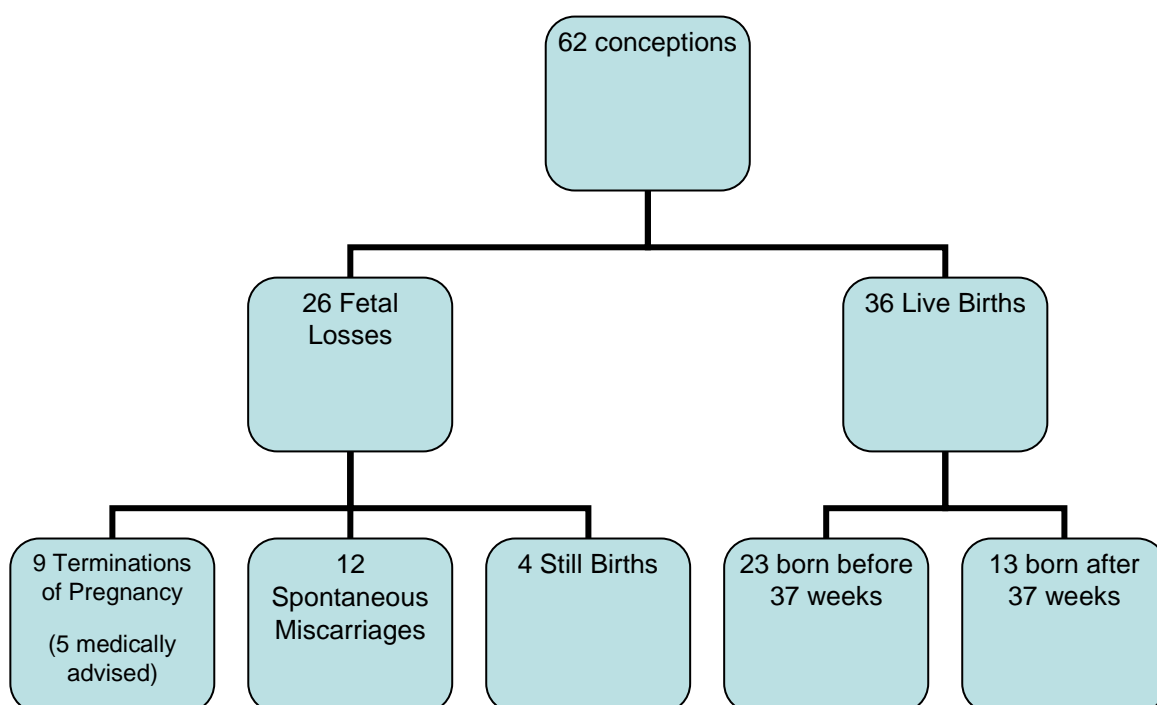 62 conceptions
26 Fetal
Losses
36 Live Births
9 Terminations
of Pregnancy
(5 medically
advised)
12
Spontaneous
Miscarriages
4 Still Births
23 born before
37 weeks
13 born after
37 weeks